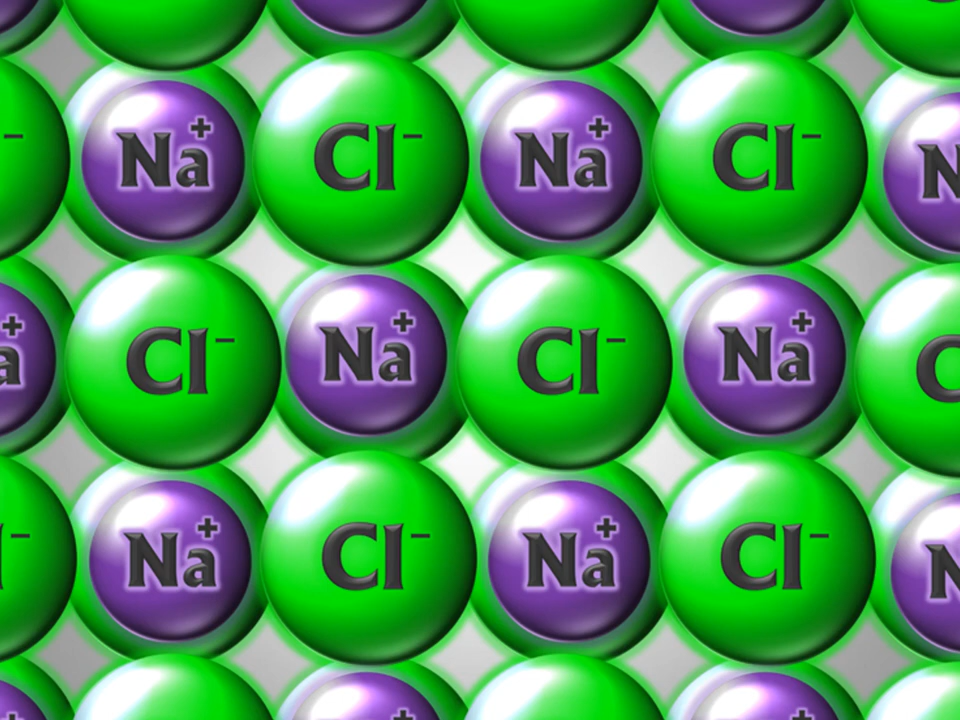 – Na+ Cl– Na+ Cl– N
a+ Cl– Na+ Cl– Na+ C
l– Na+ Cl– Na+ Cl– N
+ +